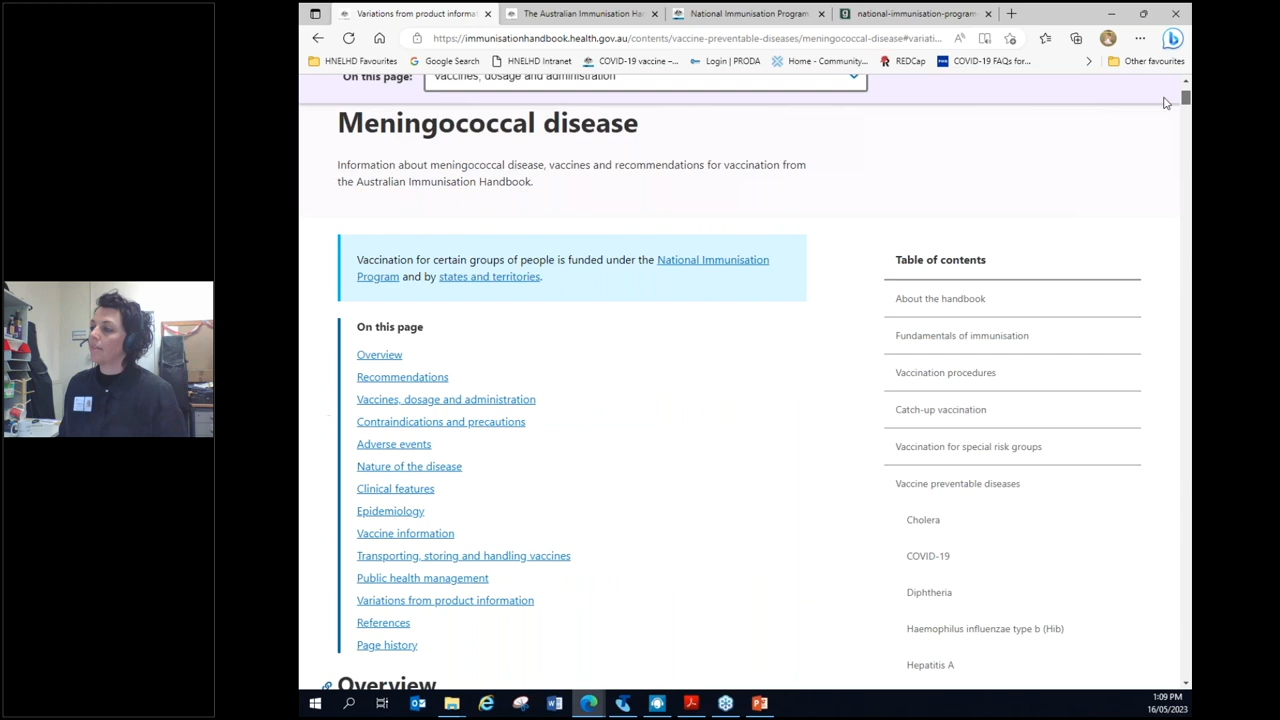 Variations from product informa
The Australian Immunisation Ha
National Immunisation Program
national-immunisation-program
https://immunisationhandbook.health.gov.au/contents/vaccine-preventable-diseases/meningococcal-disease#variati...
HNELHD Favourites
Google Search
HNELHD Intranet
COVID-19 vaccine –...
Login | PRODA
Home - Community...
REDCap
COVID-19 FAQs for...
Other favourites
On this page:
Vaccines, dosage and administration
Meningococcal disease
Information about meningococcal disease, vaccines and recommendations for vaccination from
the Australian Immunisation Handbook.
Vaccination for certain groups of people is funded under the National Immunisation
Program and by states and territories.
On this page
Overview
Recommendations
Vaccines, dosage and administration
Contraindications and precautions
Adverse events
Nature of the disease
Clinical features
Epidemiology
Vaccine information
Transporting, storing and handling vaccines
Public health management
Variations from product information
References
Page history
Overview
Table of contents
About the handbook
Fundamentals of immunisation
Vaccination procedures
Catch-up vaccination
Vaccination for special risk groups
Vaccine preventable diseases
Cholera
COVID-19
Diphtheria
Haemophilus influenzae type b (Hib)
Hepatitis A
1:09 PM
16/05/2023